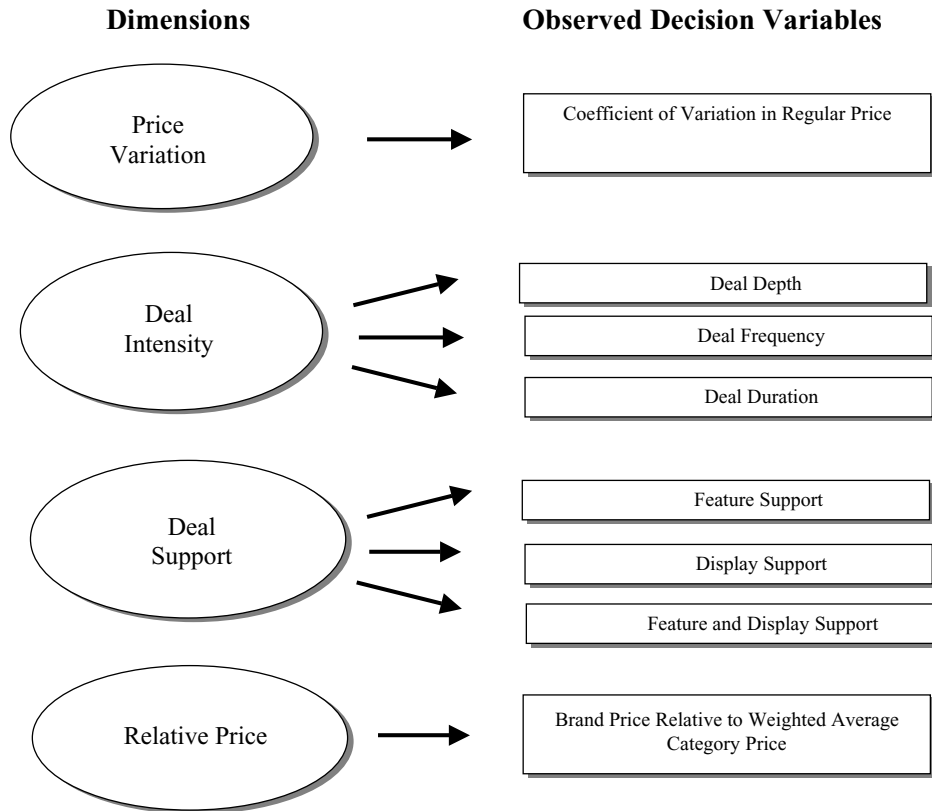 Dimensions
Observed Decision Variables
Price
Variation
Coefficient of Variation in Regular Price
Deal
Intensity
Deal Depth
Deal Frequency
Deal Duration
Deal
Support
Feature Support
Display Support
Feature and Display Support
Relative Price
Brand Price Relative to Weighted Average
Category Price